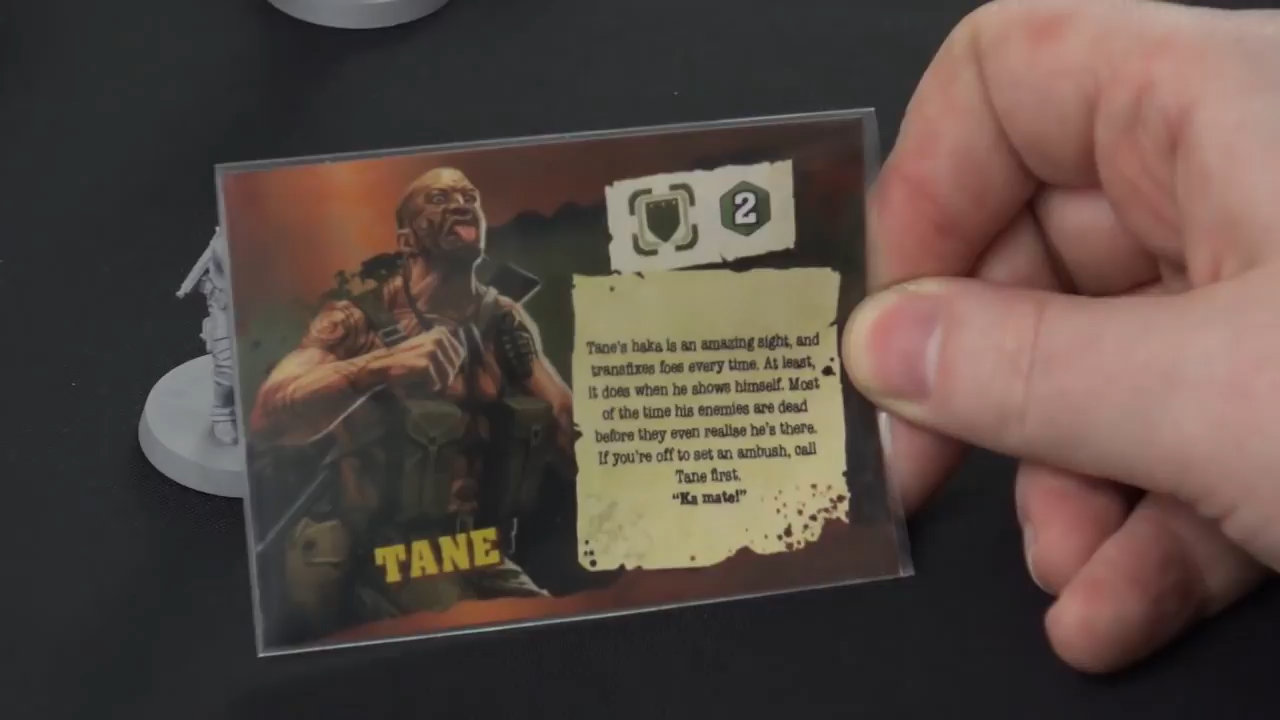 2
Tane's haka is an amazing sight, and
transfixes foes every time. At least,
it does when he shows himself. Most
of the time his enemies are dead
before they even realise he's there.
If you're off to set an ambush, call
Tane first.
"Ka mate!"
TANE